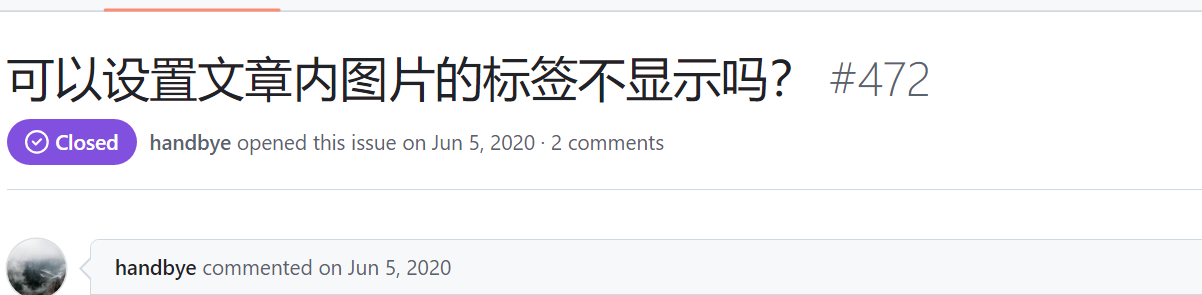 可以设置文章内图片的标签不显示吗？ #472
Closed handbye opened this issue on Jun 5, 2020 · 2 comments
handbye commented on Jun 5, 2020